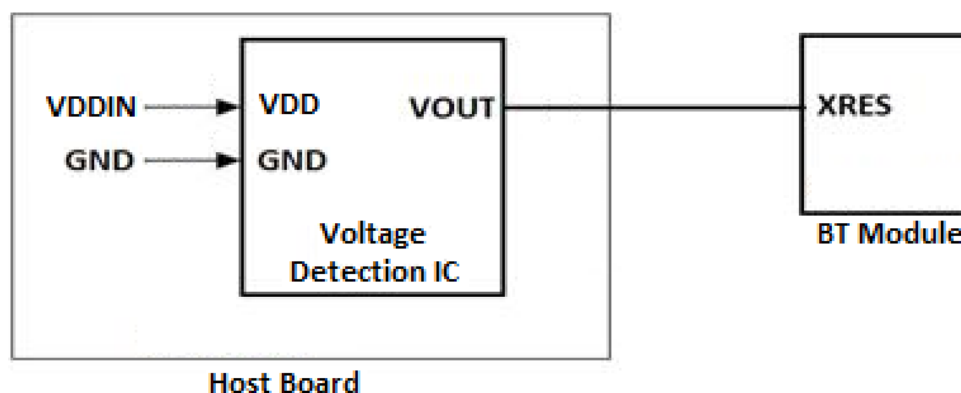 VDDIN
VDD
VOUT
XRES
GND
GND
Voltage
Detection IC
BT Module
Host Board